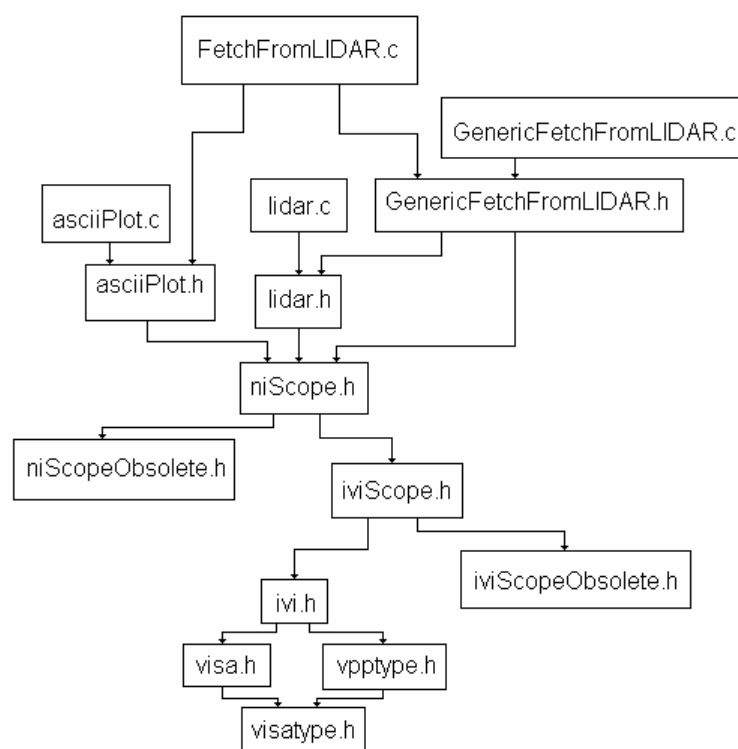 FetchFromLIDAR.c
GenericFetchFromLIDAR.c
asciiPlot.c
lidar.c
GenericFetchFromLIDAR.h
asciiPlot.h
lidar.h
niScope.h
niScopeObsolete.h
iviScope.h
iviScopeObsolete.h
ivi.h
visa.h
vpptype.h
visatype.h